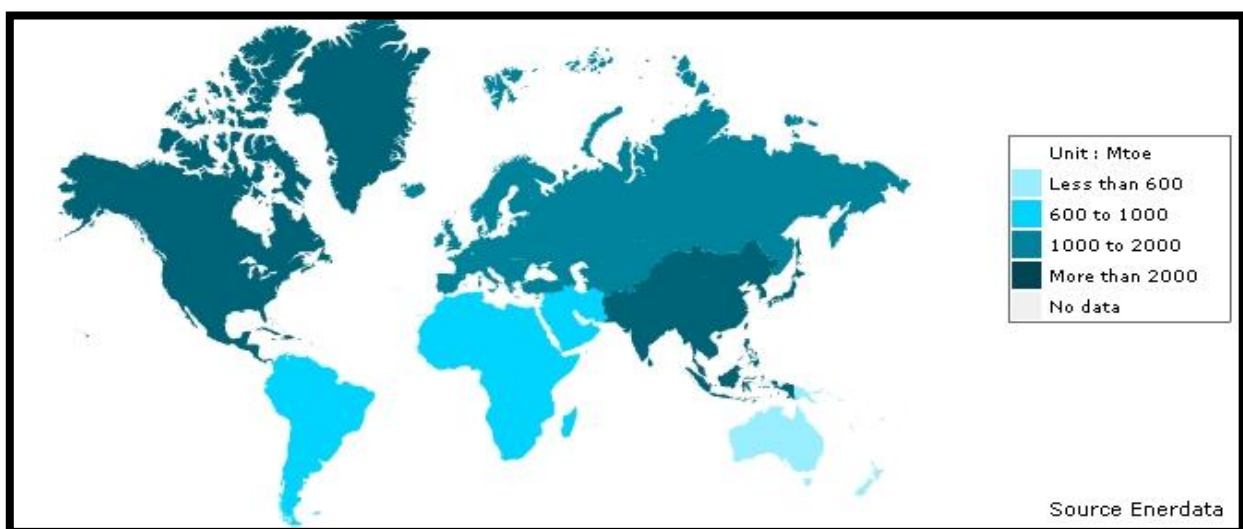 Unit : Mtoe
Less than 600
600 to 1000
1000 to 2000
More than 2000
No data
Source Enerdata